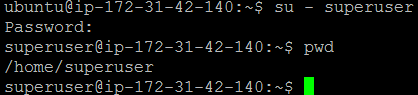 ubuntu@ip-172-31-42-140:~$ su - superuser
Password:
superuser@ip-172-31-42-140:~$ pwd
/home/superuser
superuser@ip-172-31-42-140:~$